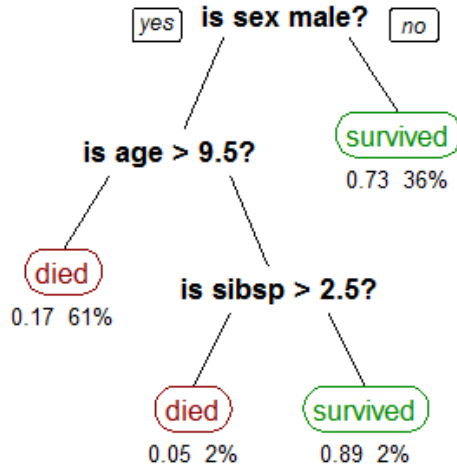 yes is sex male? no
survived
0.73 36%
is age > 9.5?
died
0.17 61%
is sibsp > 2.5?
died survived
0.05 2% 0.89 2%